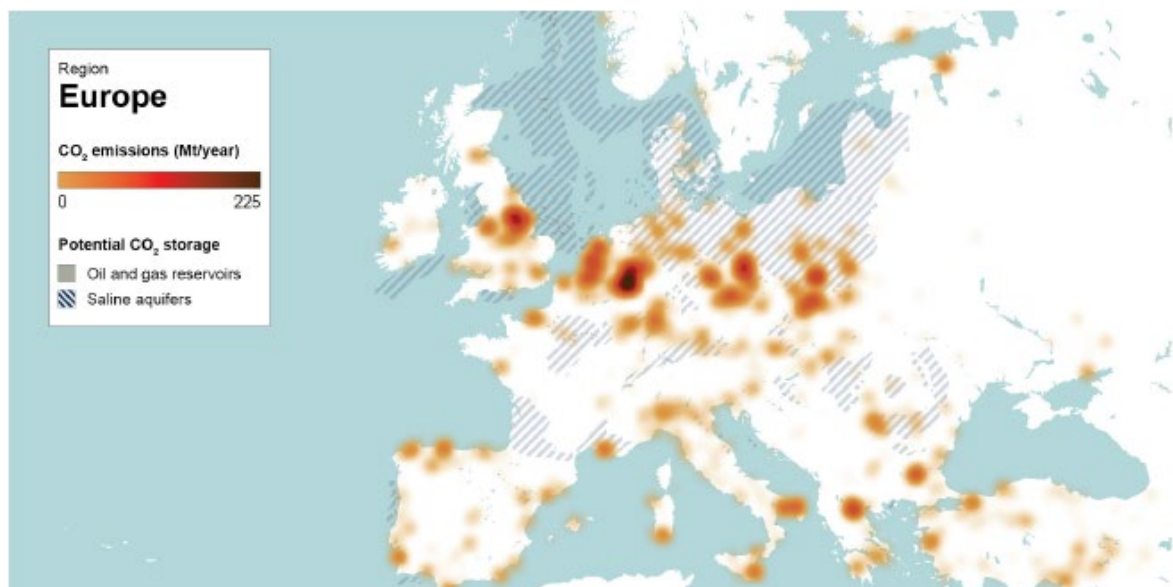 Region
Europe
CO₂ emissions (Mt/year)
0 225
Potential CO₂ storage
Oil and gas reservoirs
Saline aquifers